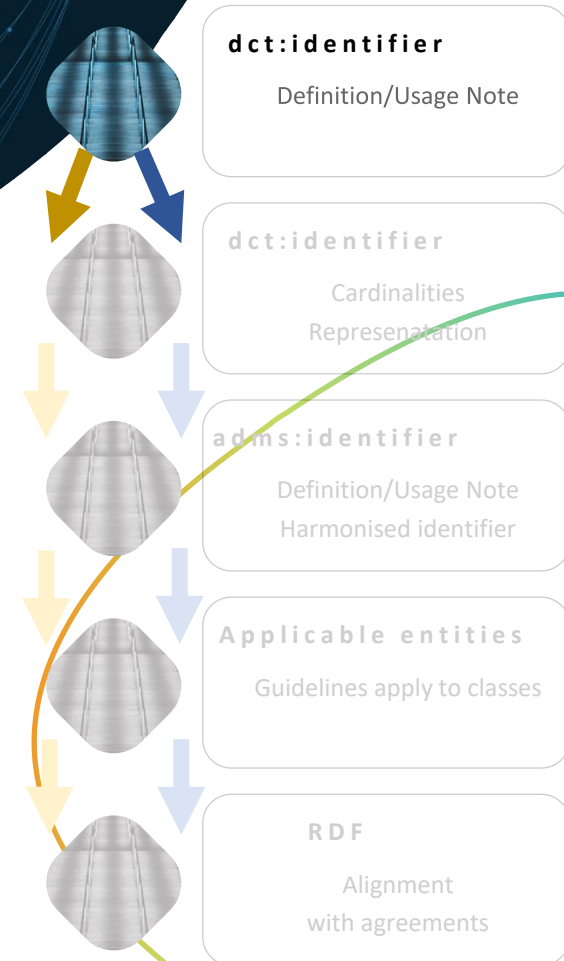 dct:identifier
Definition/Usage Note
dct:identifier
Cardinalities
Represenatation
adms:identifier
Definition/Usage Note
Harmonised identifier
Applicable entities
Guidelines apply to classes
RDF
Alignment
with agreements